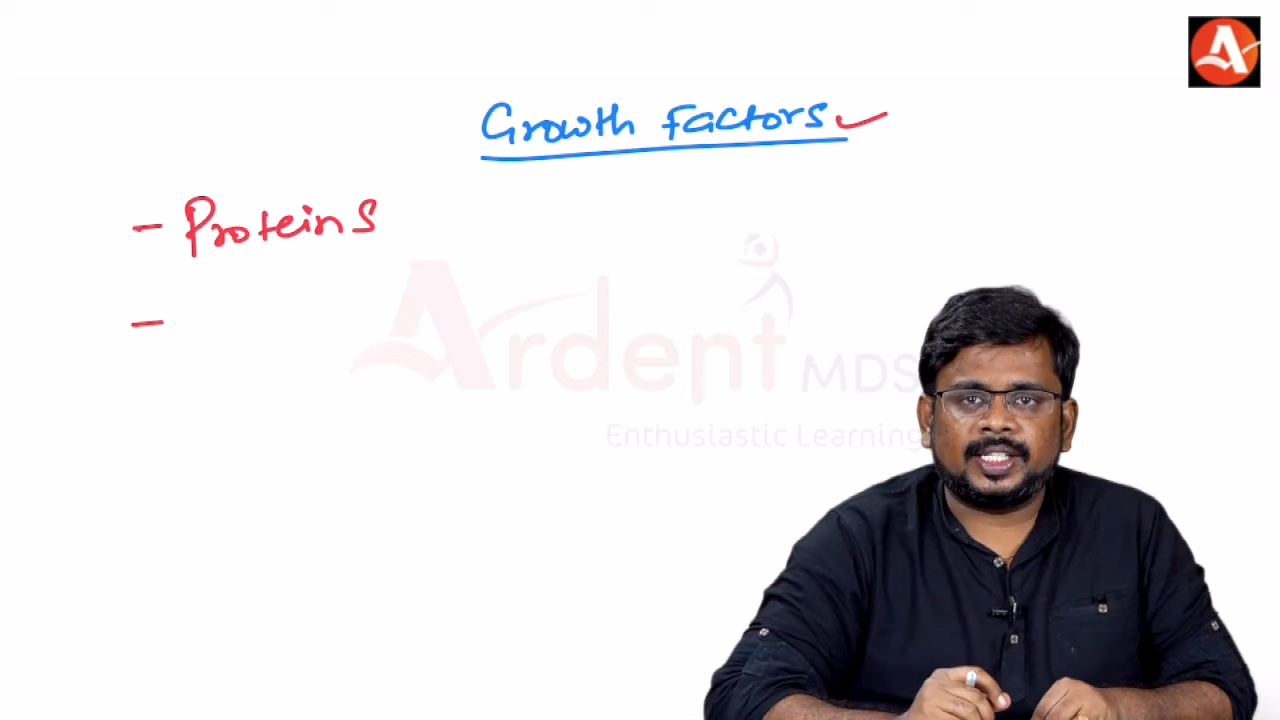 Growth Factors
- Proteins
-
Ardent MDS
Enthusiastic Learning